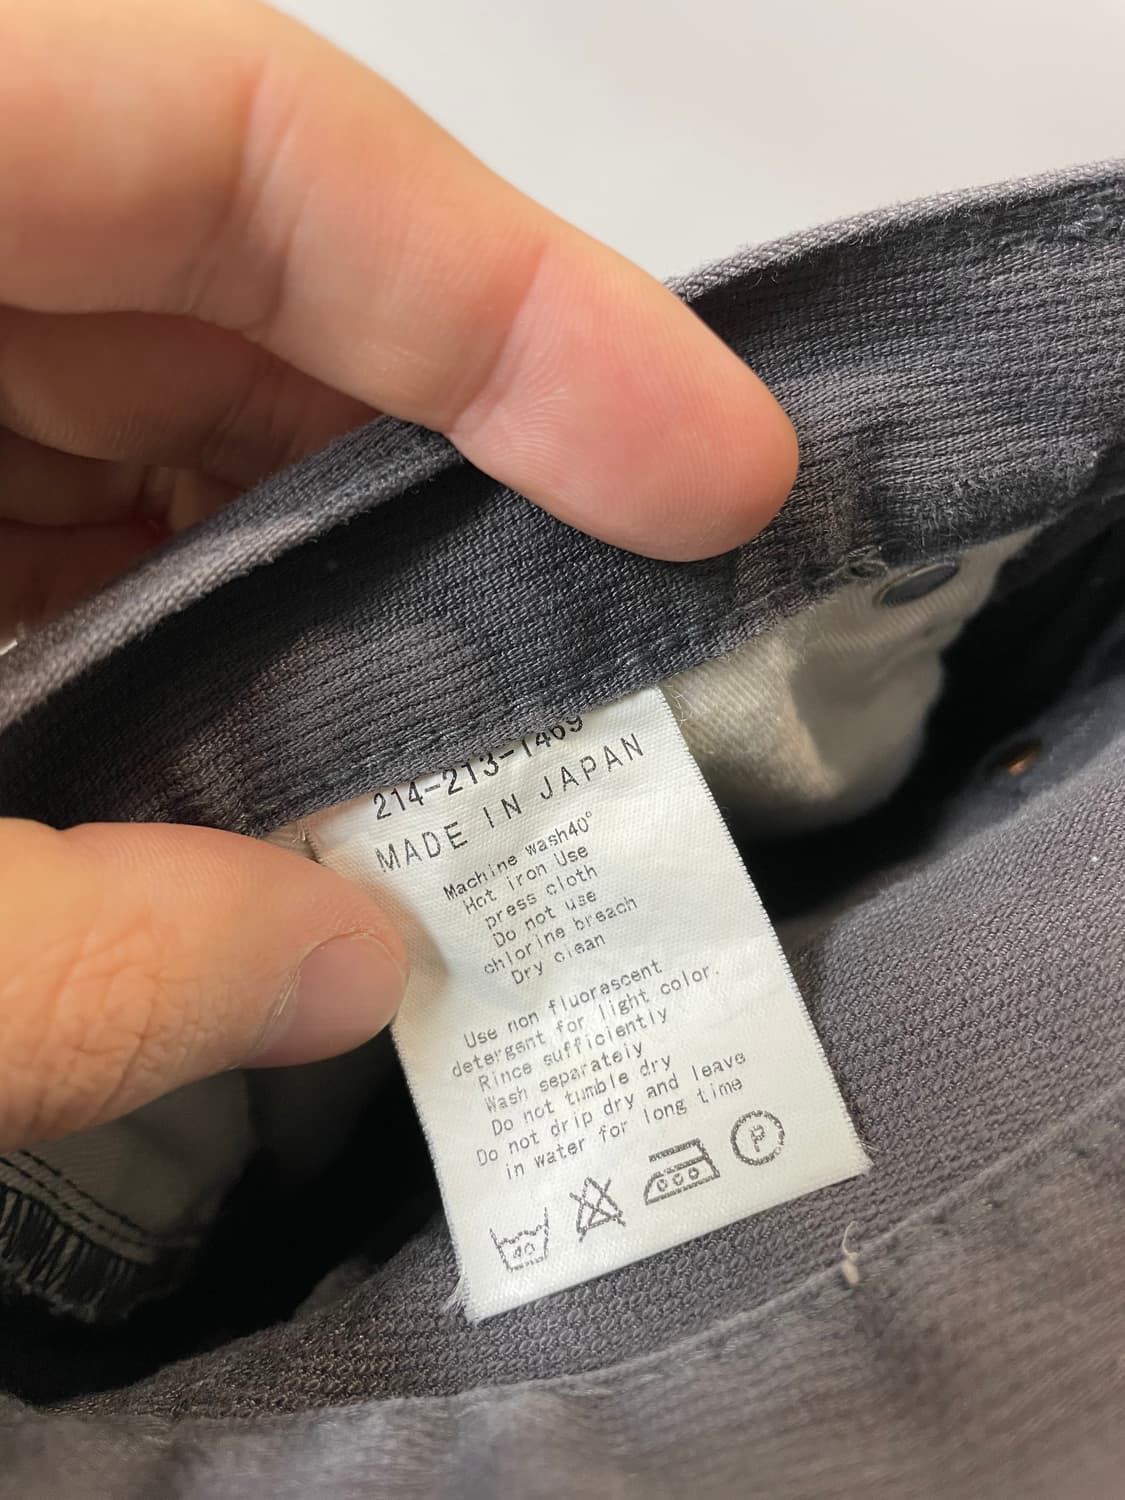 214-213-1469
MADE IN JAPAN
Machine wash40°
Hot iron Use
press cloth
Do not use
chlorine breach
Dry clean
Use non fluorascent
detergent for light color.
Rince sufficiently
Wash separately
Do not tumble dry
Do not drip dry and leave
in water for long time
40 P